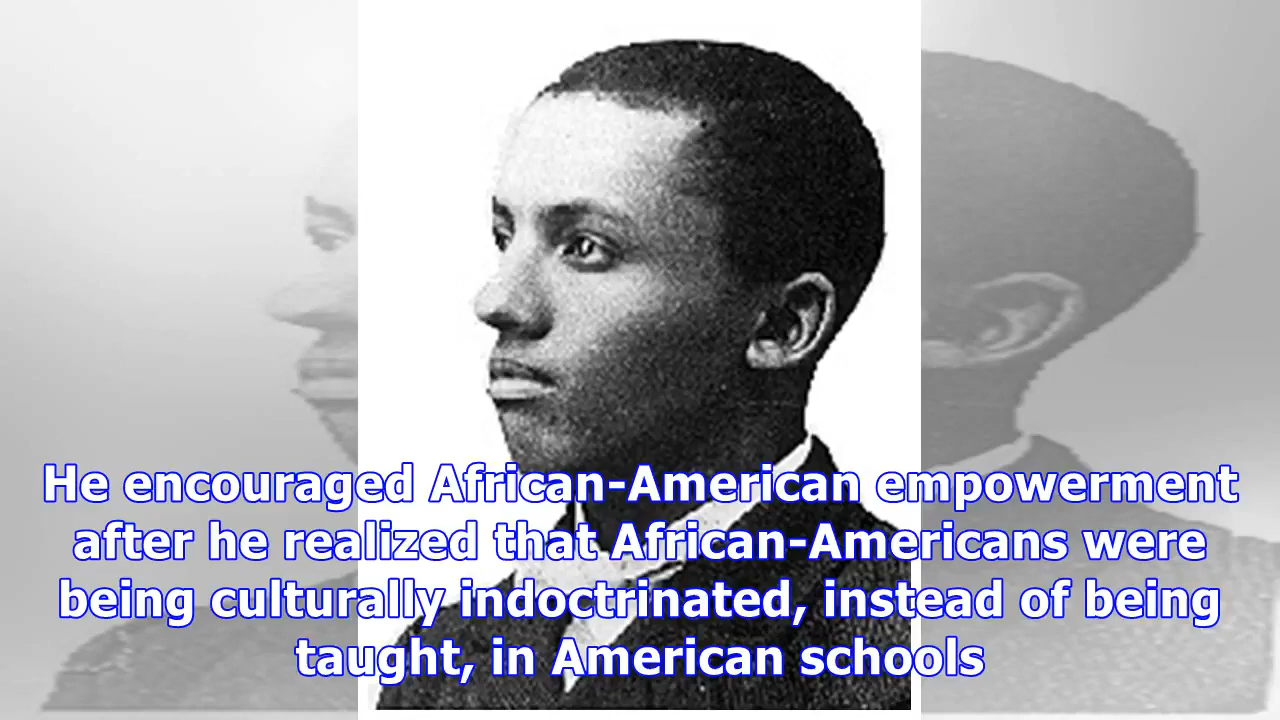 He encouraged African-American empowerment
after he realized that African-Americans were
being culturally indoctrinated, instead of being
taught, in American schools